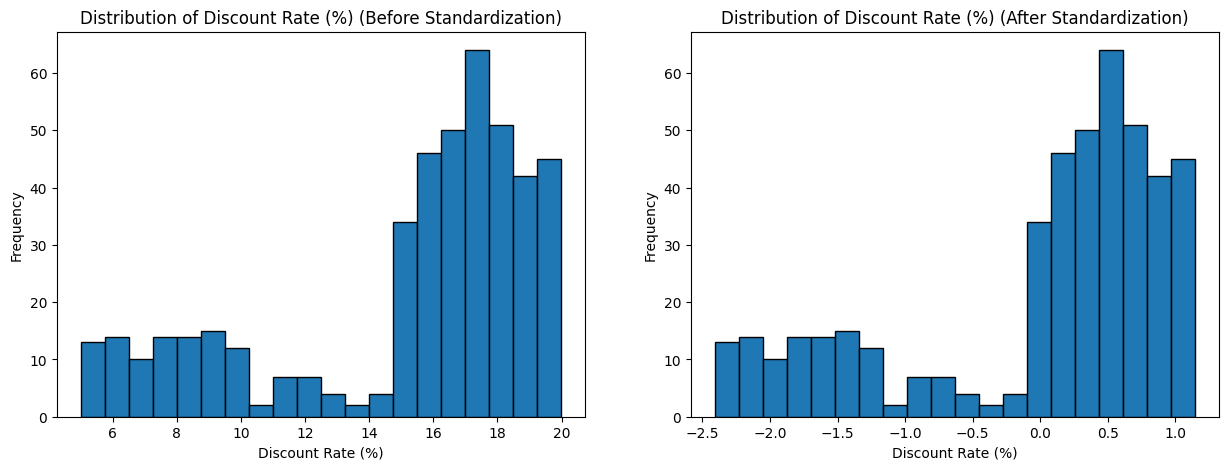 Distribution of Discount Rate (%) (Before Standardization)
Frequency
60
50
40
30
20
10
0
6 8 10 12 14 16 18 20
Discount Rate (%)
Distribution of Discount Rate (%) (After Standardization)
Frequency
60
50
40
30
20
10
0
−2.5 −2.0 −1.5 −1.0 −0.5 0.0 0.5 1.0
Discount Rate (%)